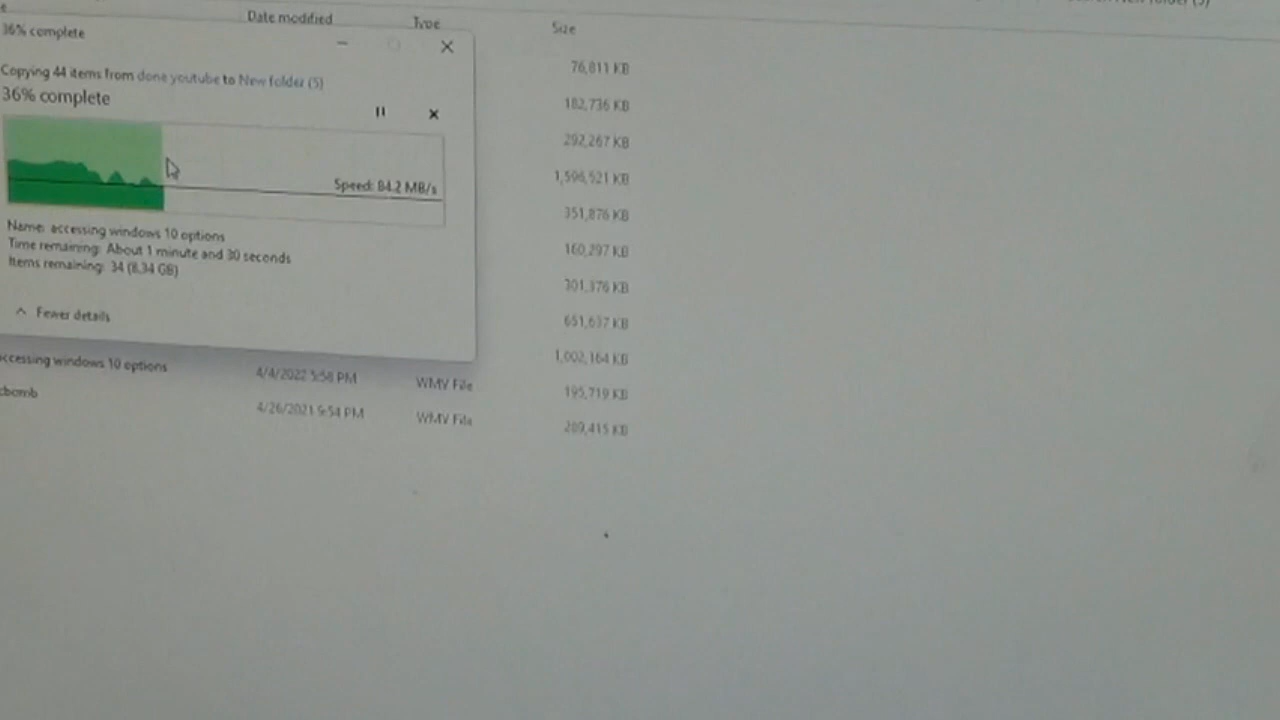 Date modified
Type
Size
36% complete
Copying 44 items from done youtube to New folder (5)
36% complete
Speed: 84.2 MB/s
Name: accessing windows 10 options
Time remaining: About 1 minute and 30 seconds
Items remaining: 34 (8.34 GB)
Fewer details
76,811 KB
182,736 KB
292,267 KB
1,596,521 KB
351,876 KB
160,297 KB
301,376 KB
651,637 KB
1,002,164 KB
ccessing windows 10 options 4/4/2022 5:58 PM WMV File 195,719 KB
cbomb 4/26/2021 9:54 PM WMV File 289,415 KB